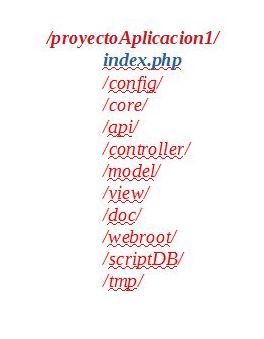 /proyectoAplicacion1/
index.php
/config/
/core/
/api/
/controller/
/model/
/view/
/doc/
/webroot/
/scriptDB/
/tmp/